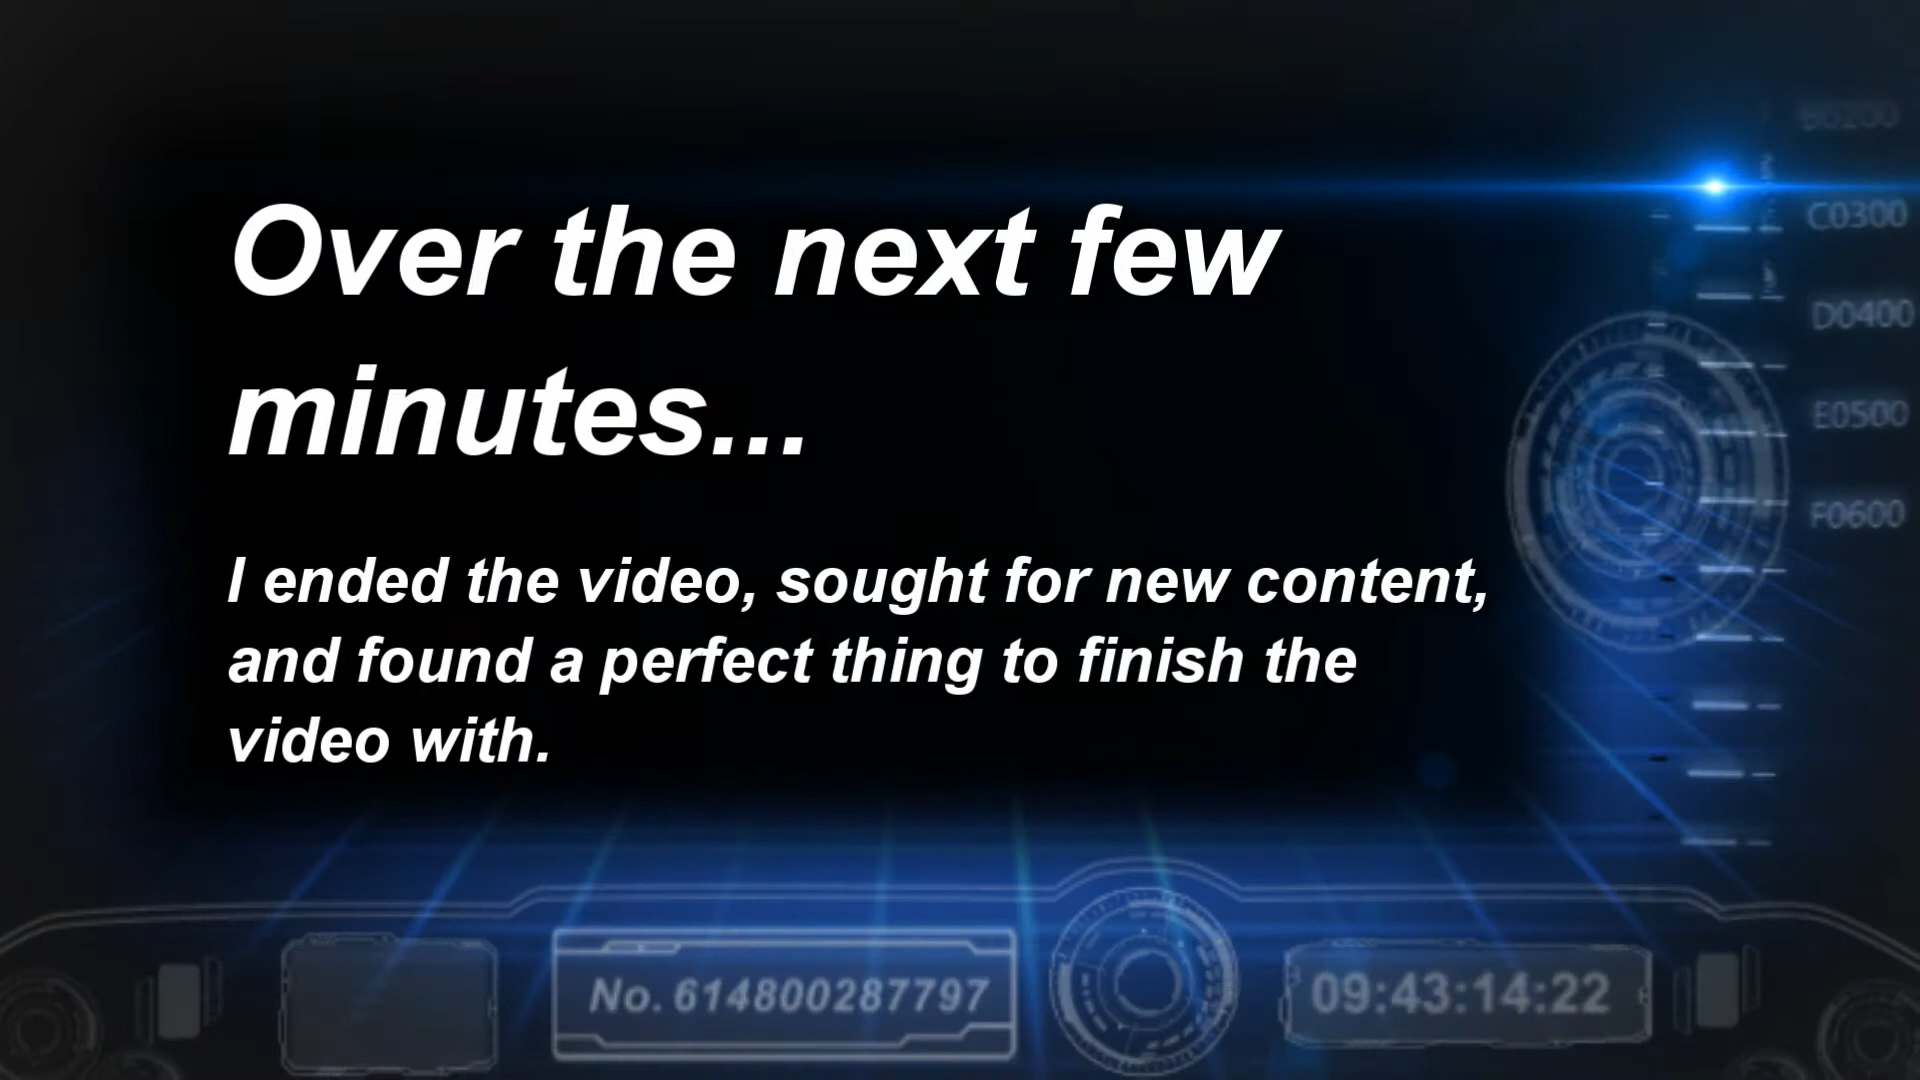 Over the next few
minutes...
I ended the video, sought for new content,
and found a perfect thing to finish the
video with.
B0200
C0300
D0400
E0500
F0600
No. 614800287797
09:43:14:22